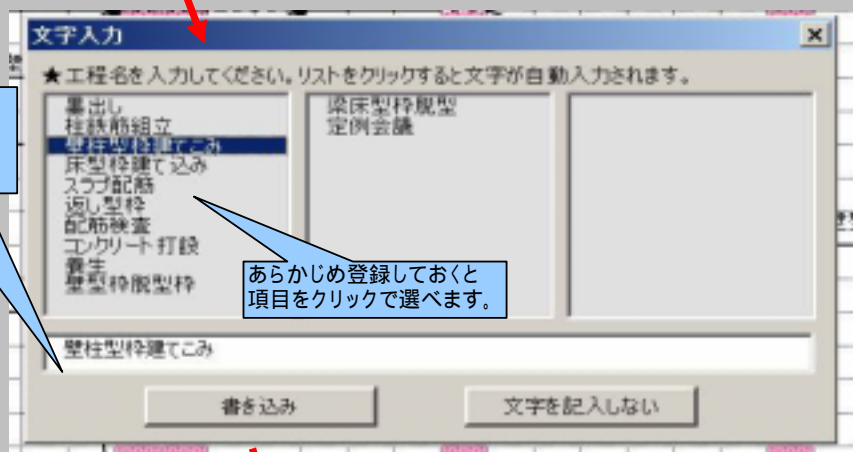 文字入力
★工程名を入力してください。リストをクリックすると文字が自動入力されます。
墨出し
柱鉄筋組立
壁柱型枠建てこみ
床型枠建て込み
スラブ配筋
返し型枠
配筋検査
コンクリート打設
養生
壁型枠脱型枠
梁床型枠脱型
定例会議
あらかじめ登録しておくと
項目をクリックで選べます。
壁柱型枠建てこみ
書き込み
文字を記入しない